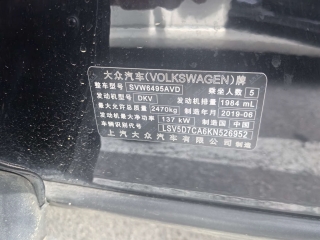 大众汽车(VOLKSWAGEN)牌
整车型号 SVW6495AVD 乘坐人数 5
发动机型号 DKV 发动机排量 1984 mL
最大允许总质量 2470kg 制造年月 2019-06
发动机最大净功率 137 kW 制造国 中国
车辆识别代号 LSV5D7CA6KN526952
上汽大众汽车有限公司制造